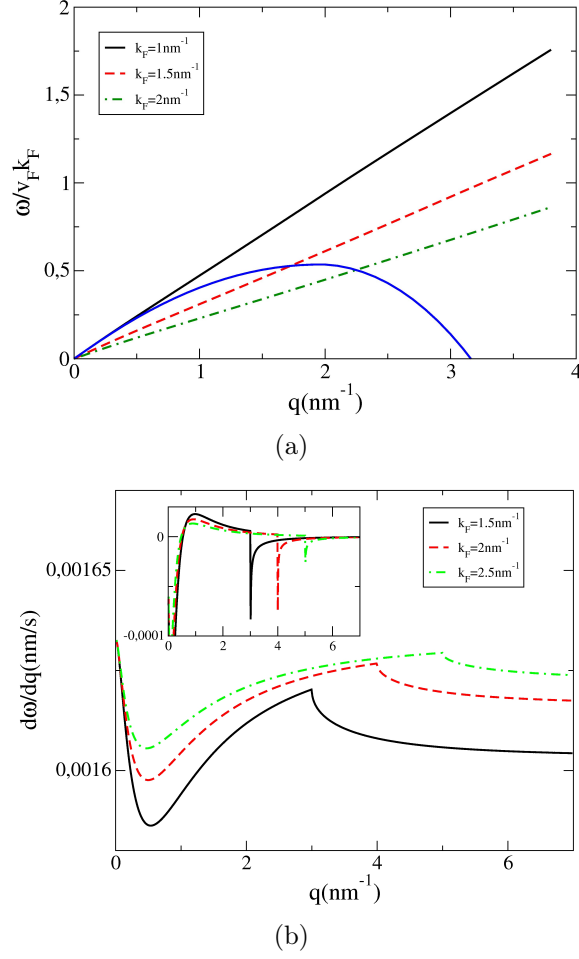 2
1,5
1
0,5
0
ω/v_F k_F
k_F=1nm⁻¹
k_F=1.5nm⁻¹
k_F=2nm⁻¹
0 1 2 3 4
q(nm⁻¹)
(a)
0,00165
0,0016
dω/dq(nm/s)
0
-0,0001
0 2 4 6
k_F=1.5nm⁻¹
k_F=2nm⁻¹
k_F=2.5nm⁻¹
0 2 4 6
q(nm⁻¹)
(b)